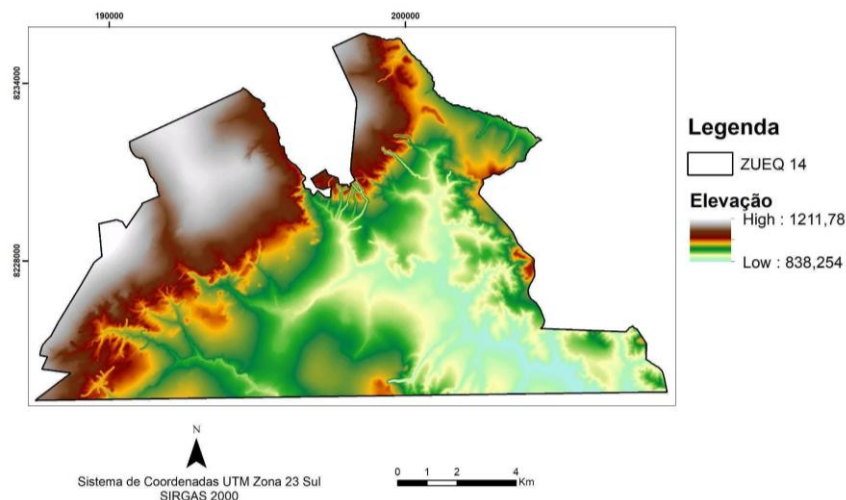 190000
200000
8234000
8228000
Legenda
ZUEQ 14
Elevação
High : 1211,78
Low : 838,254
N
Sistema de Coordenadas UTM Zona 23 Sul
SIRGAS 2000
0 1 2 4
Km